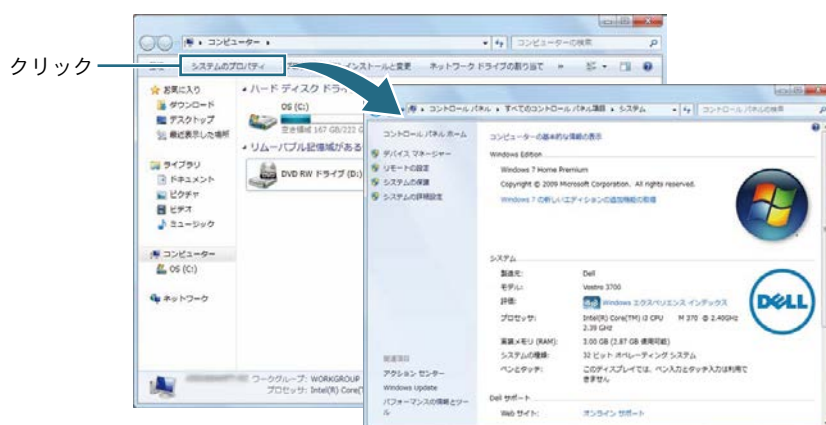 コンピューター
コンピューターの検索
クリック
システムのプロパティ
インストールと変更 ネットワーク ドライブの割り当て »
お気に入り
ダウンロード
デスクトップ
最近表示した場所
ライブラリ
ドキュメント
ピクチャ
ビデオ
ミュージック
コンピューター
OS (C:)
ネットワーク
ハード ディスク ドライ
OS (C:)
空き領域 167 GB/222 G
リムーバブル記憶域がある
DVD RW ドライブ (D:)
ワークグループ: WORKGROUP
プロセッサ: Intel(R) Core(T
コントロール パネル すべてのコントロール パネル項目 システム
コントロール パネルの検索
コントロール パネル ホーム
デバイス マネージャー
リモートの設定
システムの保護
システムの詳細設定
関連項目
アクション センター
Windows Update
パフォーマンスの情報とツー
ル
コンピューターの基本的な情報の表示
Windows Edition
Windows 7 Home Premium
Copyright © 2009 Microsoft Corporation. All rights reserved.
Windows 7 の新しいエディションの追加機能の取得
システム
製造元: Dell
モデル: Vostro 3700
評価: Windows エクスペリエンス インデックス
プロセッサ: Intel(R) Core(TM) i3 CPU M 370 @ 2.40GHz
2.39 GHz
実装メモリ (RAM): 3.00 GB (2.87 GB 使用可能)
システムの種類: 32 ビット オペレーティング システム
ペンとタッチ: このディスプレイでは、ペン入力とタッチ入力は利用で
きません
DELL
Dell サポート
Web サイト: オンライン サポート